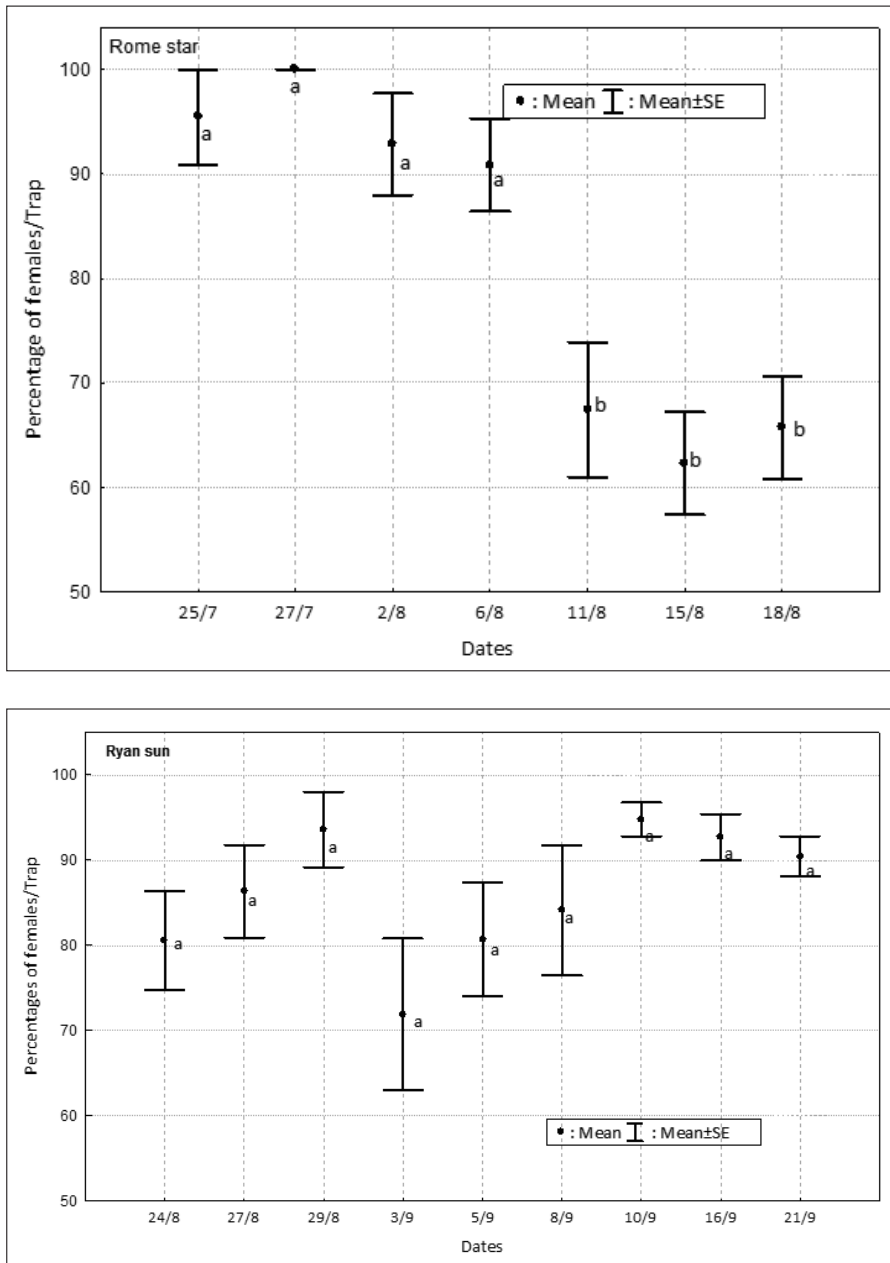 Rome star
100
● : Mean ⌶ : Mean±SE
a
a
a
a
90
Percentage of females/Trap
80
70
b
b
b
60
50
25/7 27/7 2/8 6/8 11/8 15/8 18/8
Dates
Ryan sun
100
a
a
a
a
a
a
90
a
a
a
80
Percentages of females/Trap
70
60
● : Mean ⌶ : Mean±SE
50
24/8 27/8 29/8 3/9 5/9 8/9 10/9 16/9 21/9
Dates